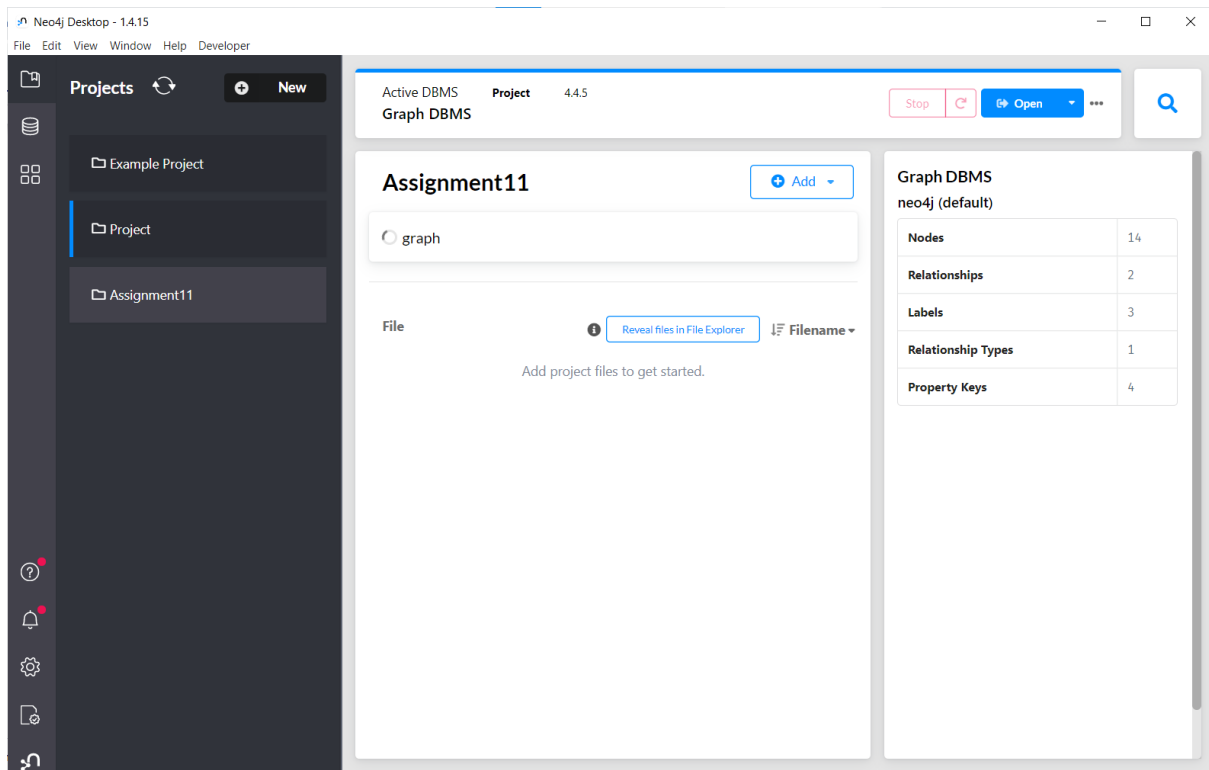 Neo4j Desktop - 1.4.15
File Edit View Window Help Developer
Projects
New
Example Project
Project
Assignment11
Active DBMS Project 4.4.5
Graph DBMS
Stop
Open
Assignment11
Add
graph
File
Reveal files in File Explorer
Filename
Add project files to get started.
Graph DBMS
neo4j (default)
Nodes 14
Relationships 2
Labels 3
Relationship Types 1
Property Keys 4